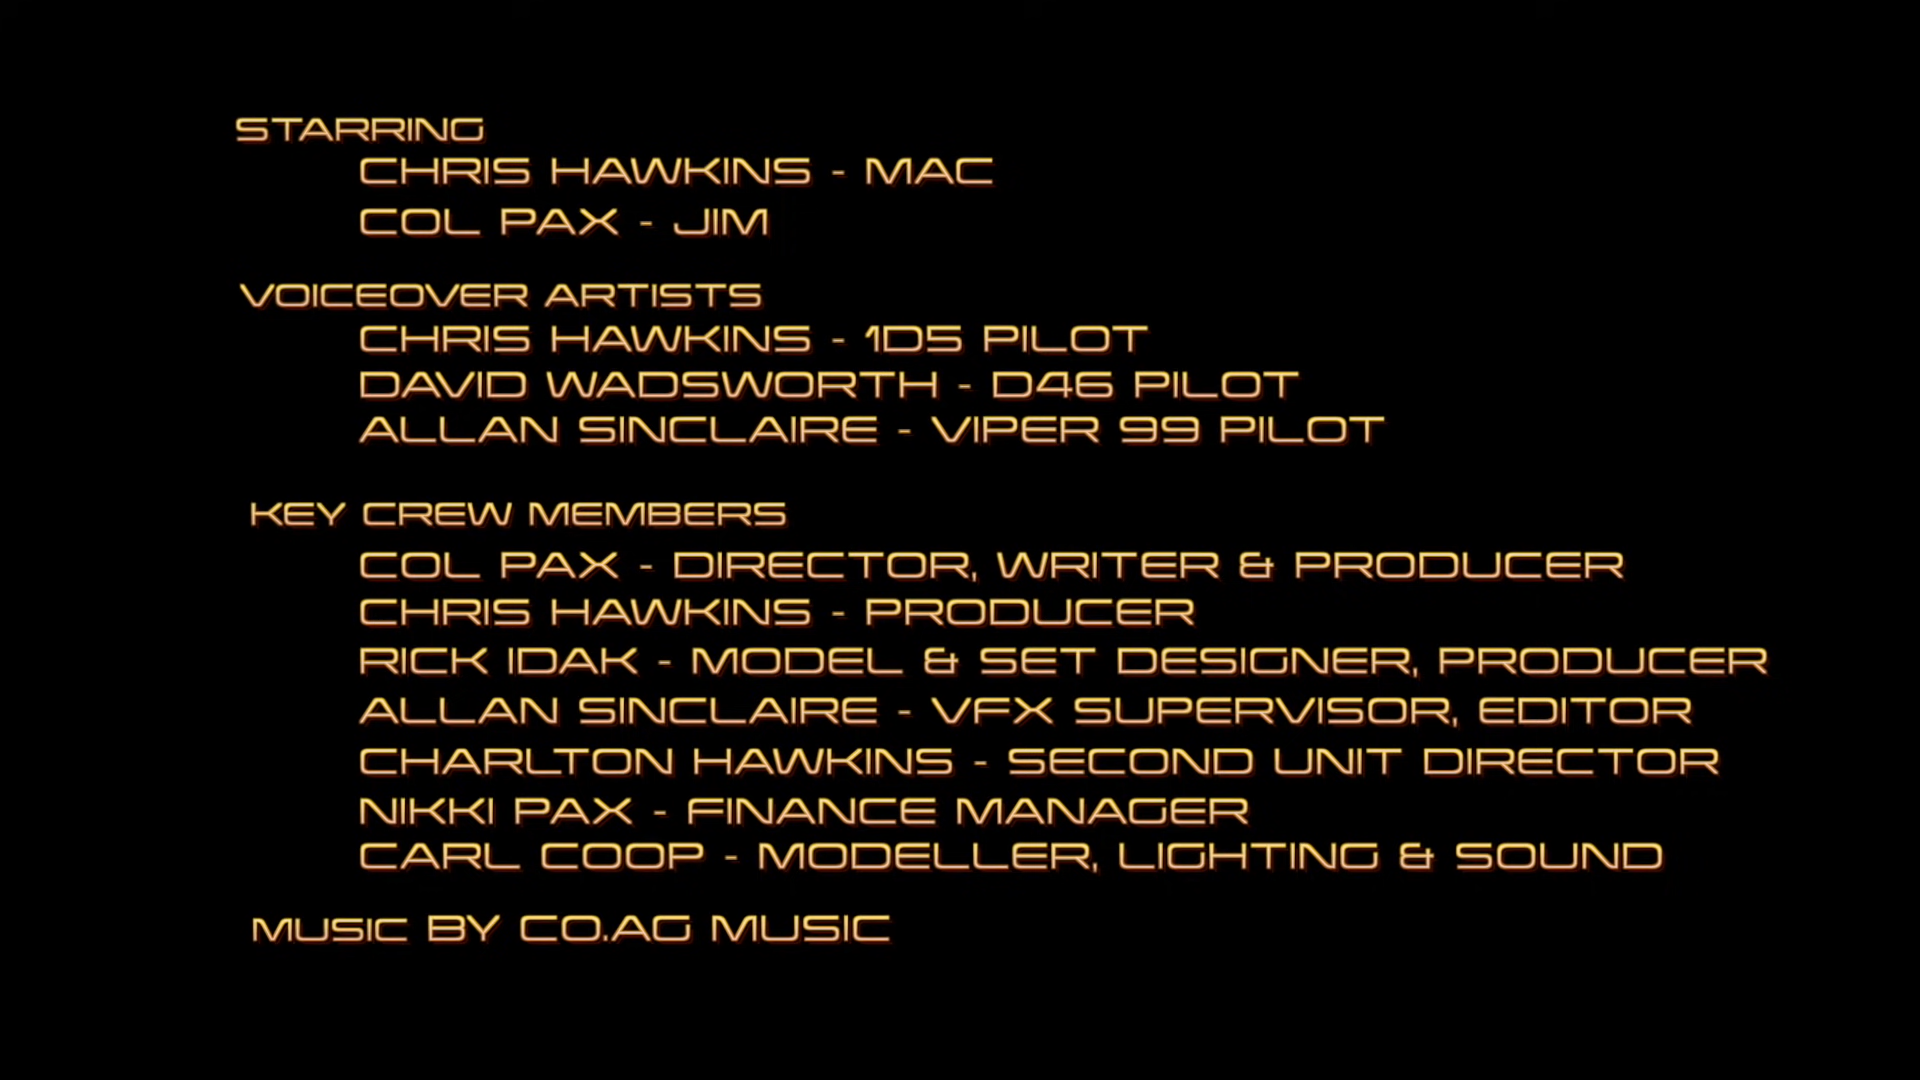 STARRING
CHRIS HAWKINS - MAC
COL PAX - JIM
VOICEOVER ARTISTS
CHRIS HAWKINS - 1D5 PILOT
DAVID WADSWORTH - D46 PILOT
ALLAN SINCLAIRE - VIPER 99 PILOT
KEY CREW MEMBERS
COL PAX - DIRECTOR, WRITER & PRODUCER
CHRIS HAWKINS - PRODUCER
RICK IDAK - MODEL & SET DESIGNER, PRODUCER
ALLAN SINCLAIRE - VFX SUPERVISOR, EDITOR
CHARLTON HAWKINS - SECOND UNIT DIRECTOR
NIKKI PAX - FINANCE MANAGER
CARL COOP - MODELLER, LIGHTING & SOUND
MUSIC BY CO.AG MUSIC